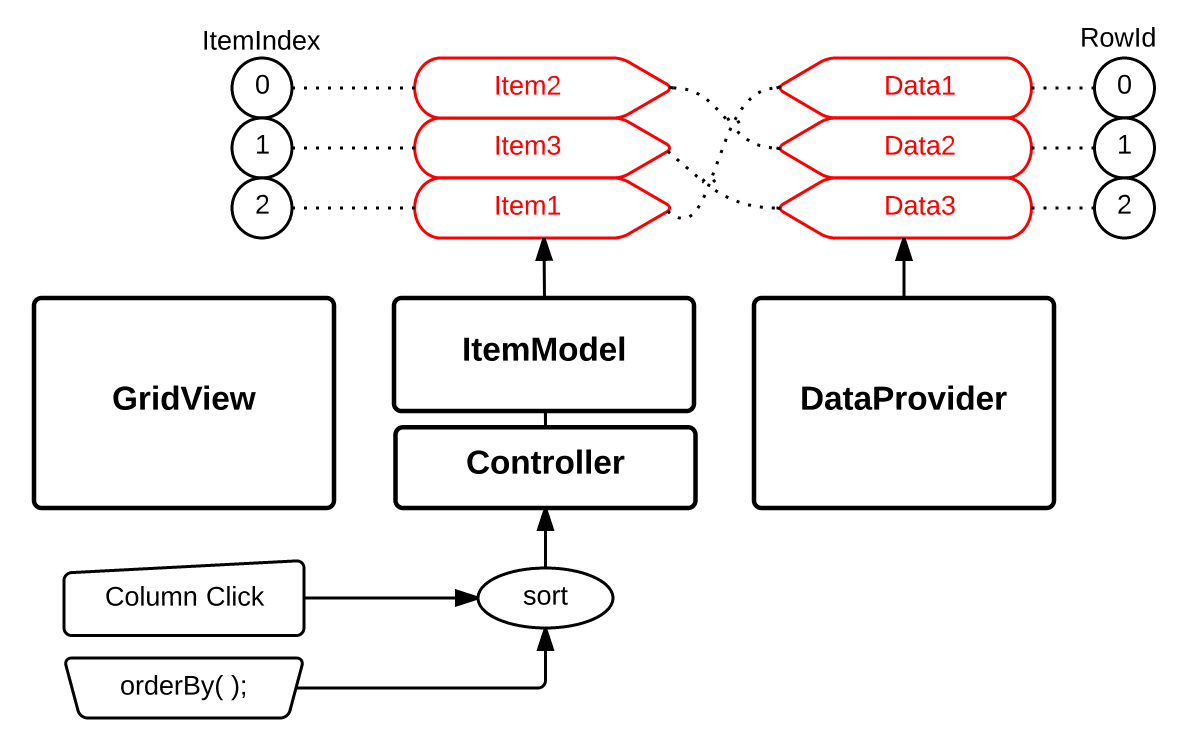 ItemIndex
RowId
0
Item2
Data1
0
1
Item3
Data2
1
2
Item1
Data3
2
GridView
ItemModel
DataProvider
Controller
Column Click
sort
orderBy( );